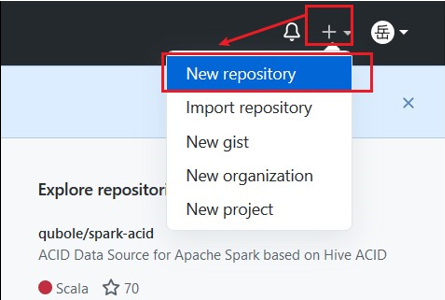 岳
New repository
Import repository
New gist
New organization
New project
Explore repositori
qubole/spark-acid
ACID Data Source for Apache Spark based on Hive ACID
Scala 70